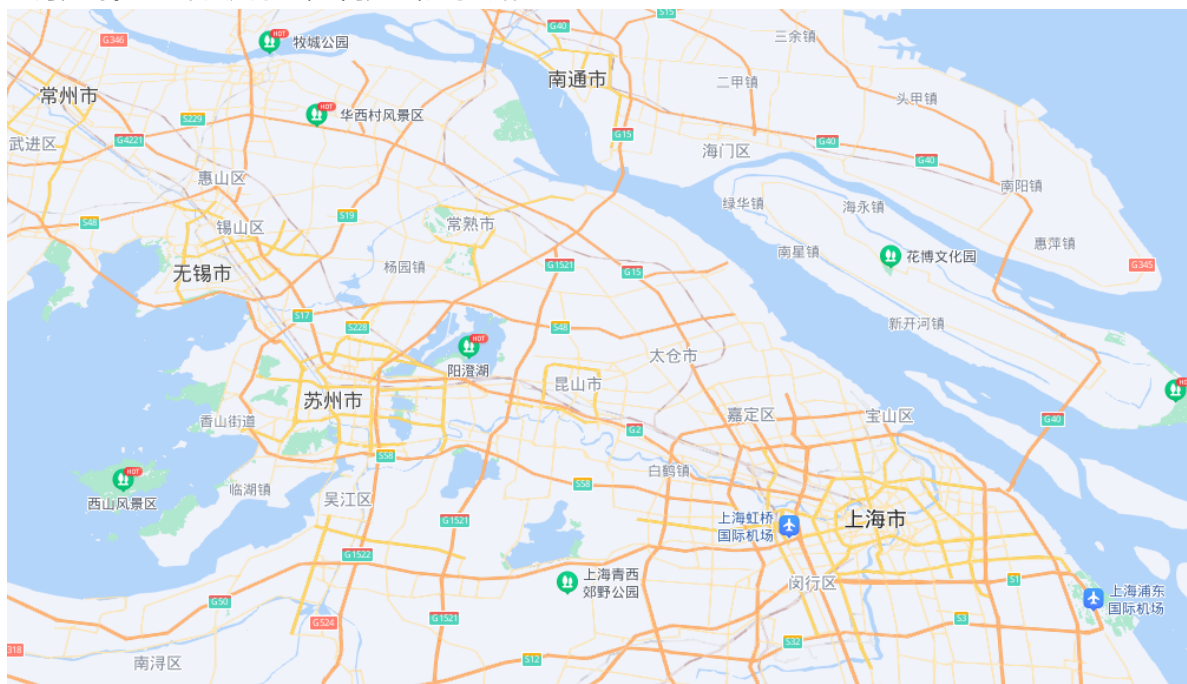 S15
G40
三余镇
G346
牧城公园
南通市
二甲镇
常州市
头甲镇
华西村风景区
S229
武进区
G4221
G15
G40
海门区
G40
惠山区
南阳镇
绿华镇
海永镇
S48
S19
锡山区
常熟市
惠萍镇
南星镇
花博文化园
无锡市
杨园镇
G1521
G15
G345
S17
新开河镇
S228
S48
阳澄湖
太仓市
昆山市
苏州市
嘉定区
宝山区
香山街道
G40
G2
S58
白鹤镇
西山风景区
临湖镇
吴江区
S58
上海虹桥
国际机场
上海市
G1521
G1522
上海青西
郊野公园
闵行区
S1
上海浦东
国际机场
G50
G524
G1521
S3
S32
318
南浔区
S12
HOT
HOT
HOT
HOT